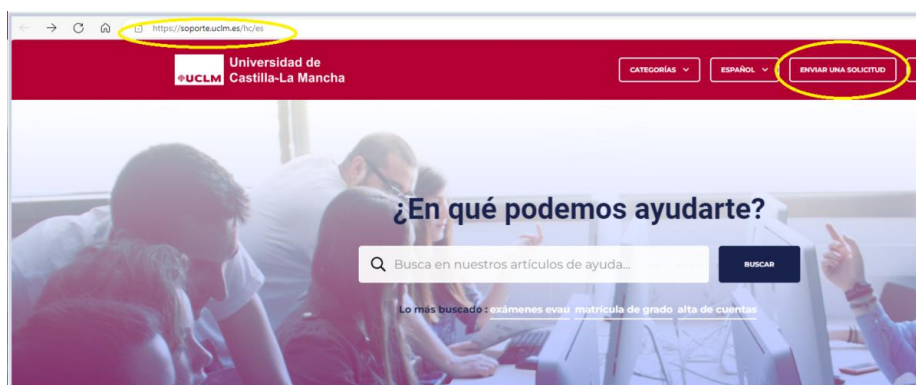 https://soporte.uclm.es/hc/es
UCLM
Universidad de
Castilla-La Mancha
CATEGORÍAS
ESPAÑOL
ENVIAR UNA SOLICITUD
¿En qué podemos ayudarte?
Busca en nuestros artículos de ayuda...
BUSCAR
Lo más buscado : exámenes evau matrícula de grado alta de cuentas